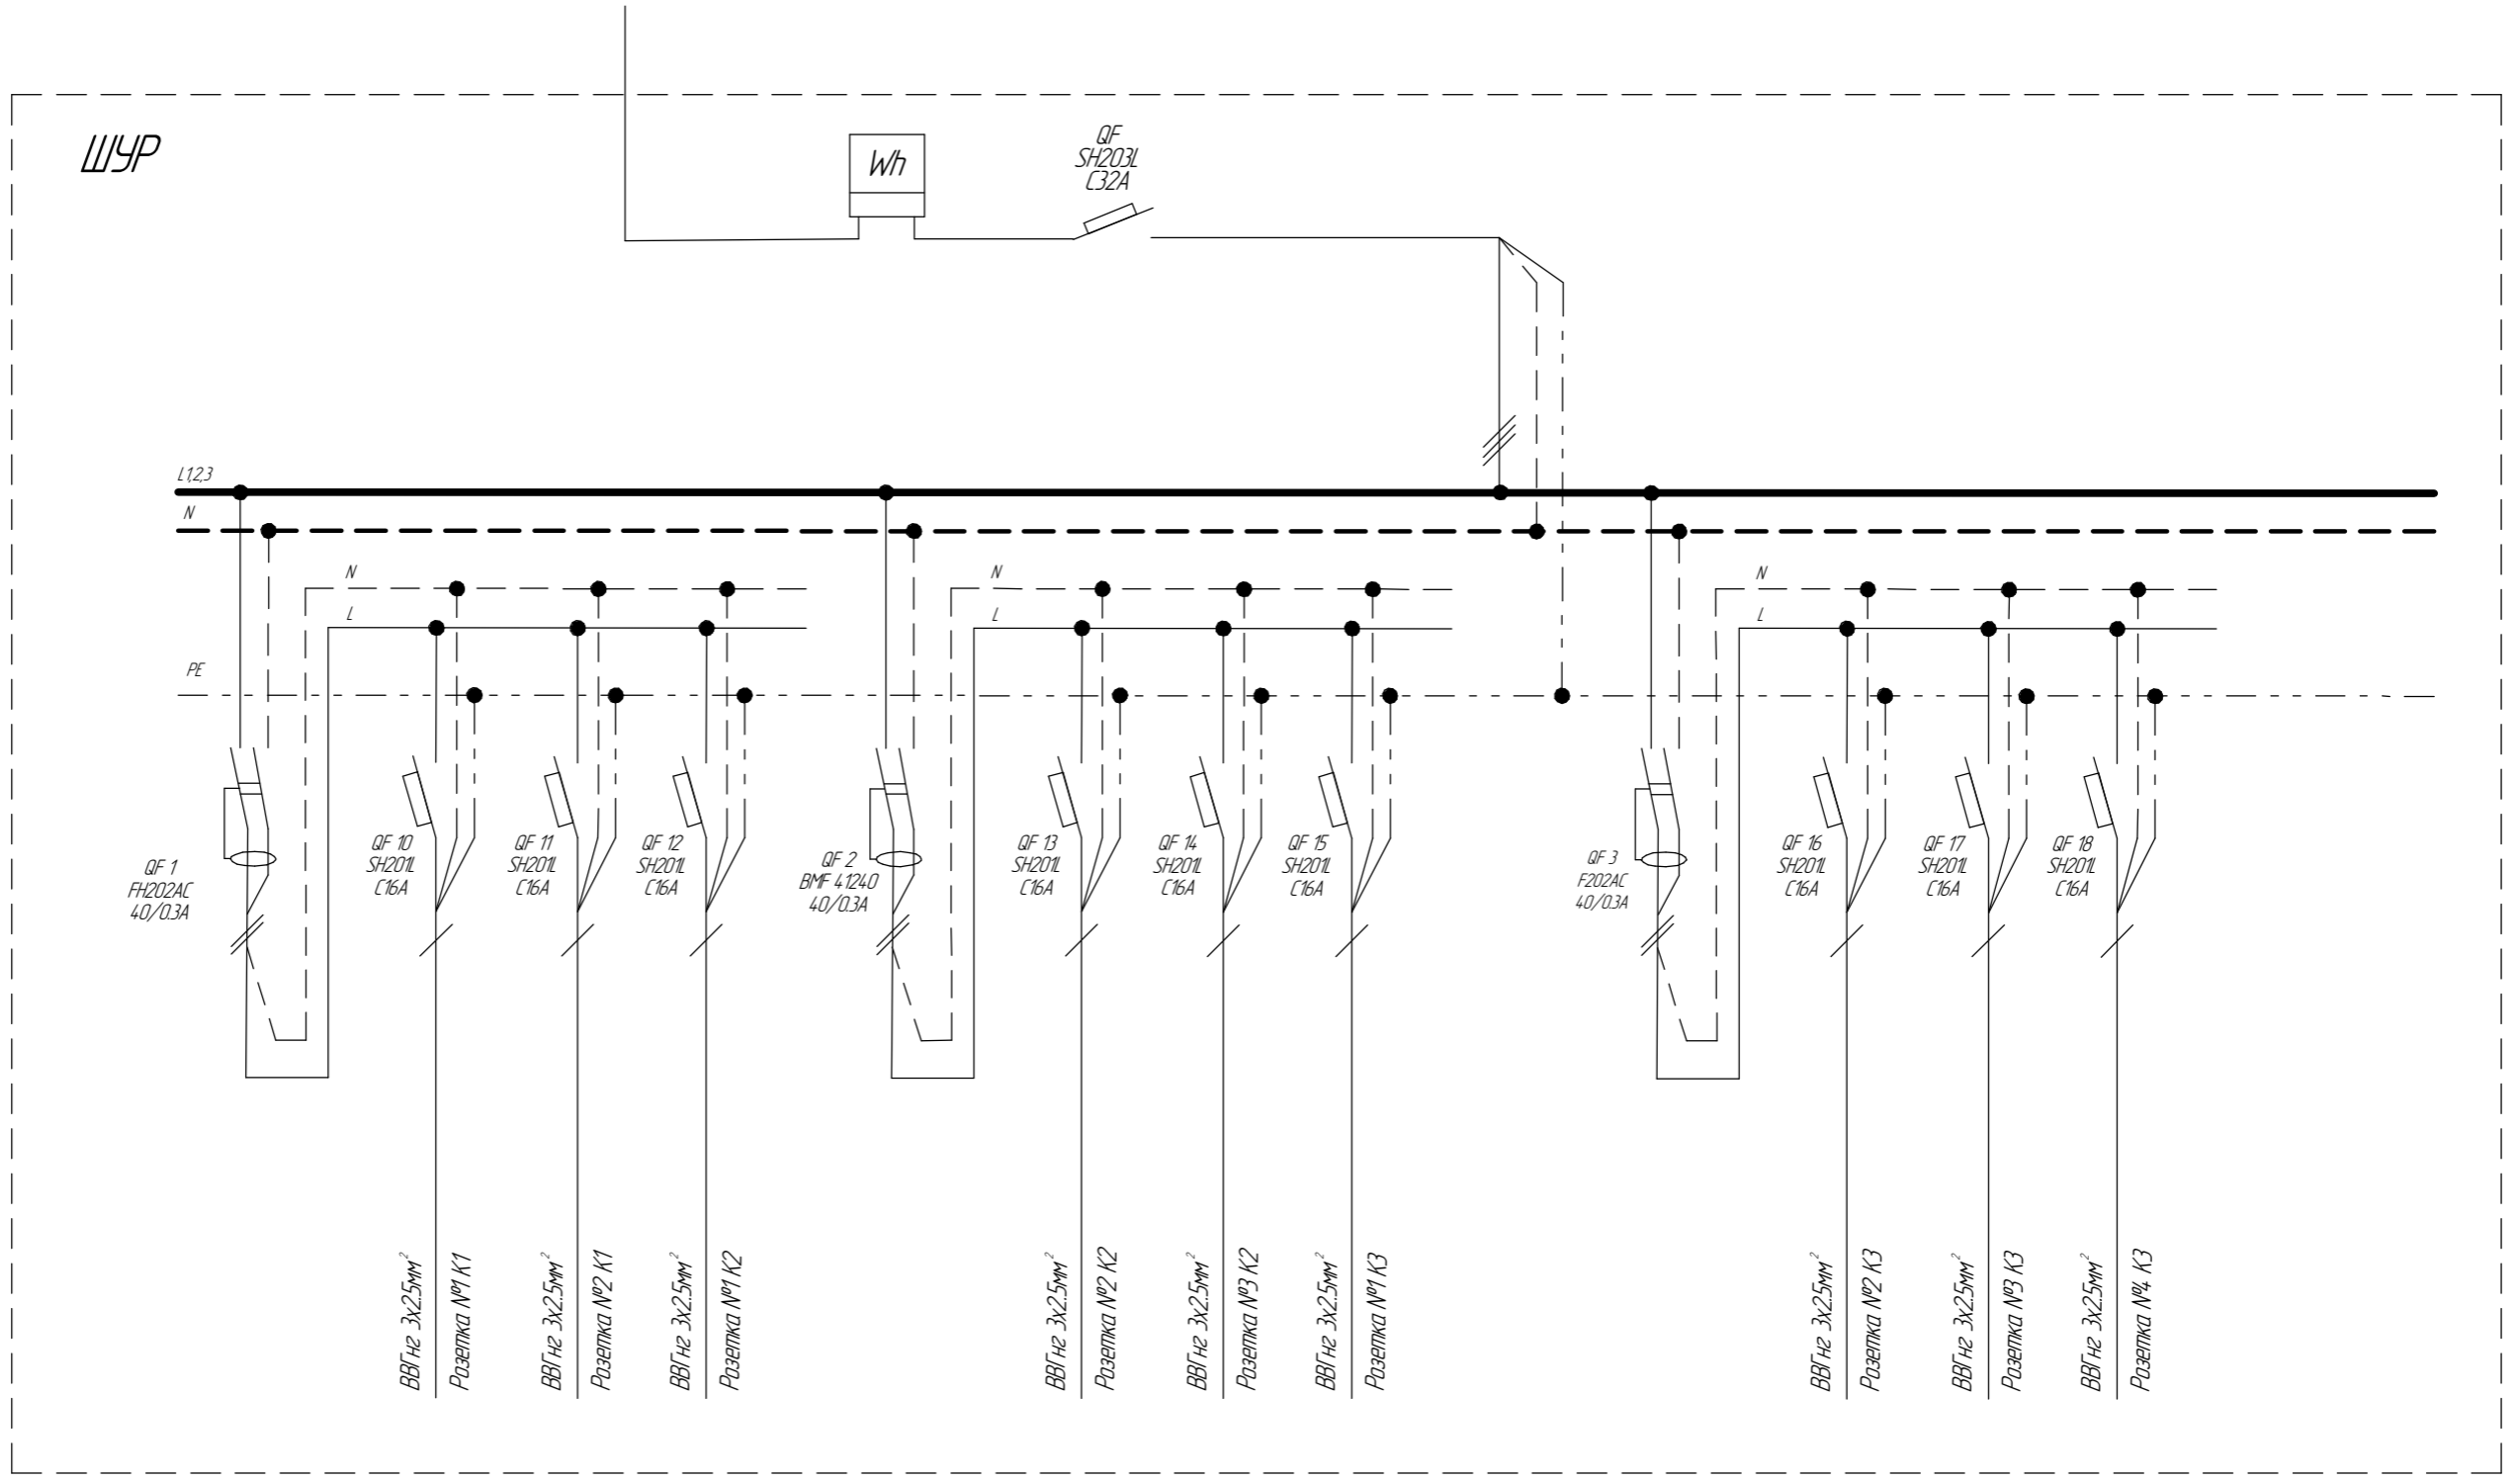 ШУР
Wh
QF
SH203L
C32A
L1,2,3
N
N
L
N
L
N
L
PE
QF 1
FH202AC
40/0.3A
QF 10
SH201L
C16A
QF 11
SH201L
C16A
QF 12
SH201L
C16A
QF 2
BMF 41240
40/0.3A
QF 13
SH201L
C16A
QF 14
SH201L
C16A
QF 15
SH201L
C16A
QF 3
F202AC
40/0.3A
QF 16
SH201L
C16A
QF 17
SH201L
C16A
QF 18
SH201L
C16A
ВВГнг 3х2.5мм²
Розетка №1 К1
ВВГнг 3х2.5мм²
Розетка №2 К1
ВВГнг 3х2.5мм²
Розетка №1 К2
ВВГнг 3х2.5мм²
Розетка №2 К2
ВВГнг 3х2.5мм²
Розетка №3 К2
ВВГнг 3х2.5мм²
Розетка №1 К3
ВВГнг 3х2.5мм²
Розетка №2 К3
ВВГнг 3х2.5мм²
Розетка №3 К3
ВВГнг 3х2.5мм²
Розетка №4 К3